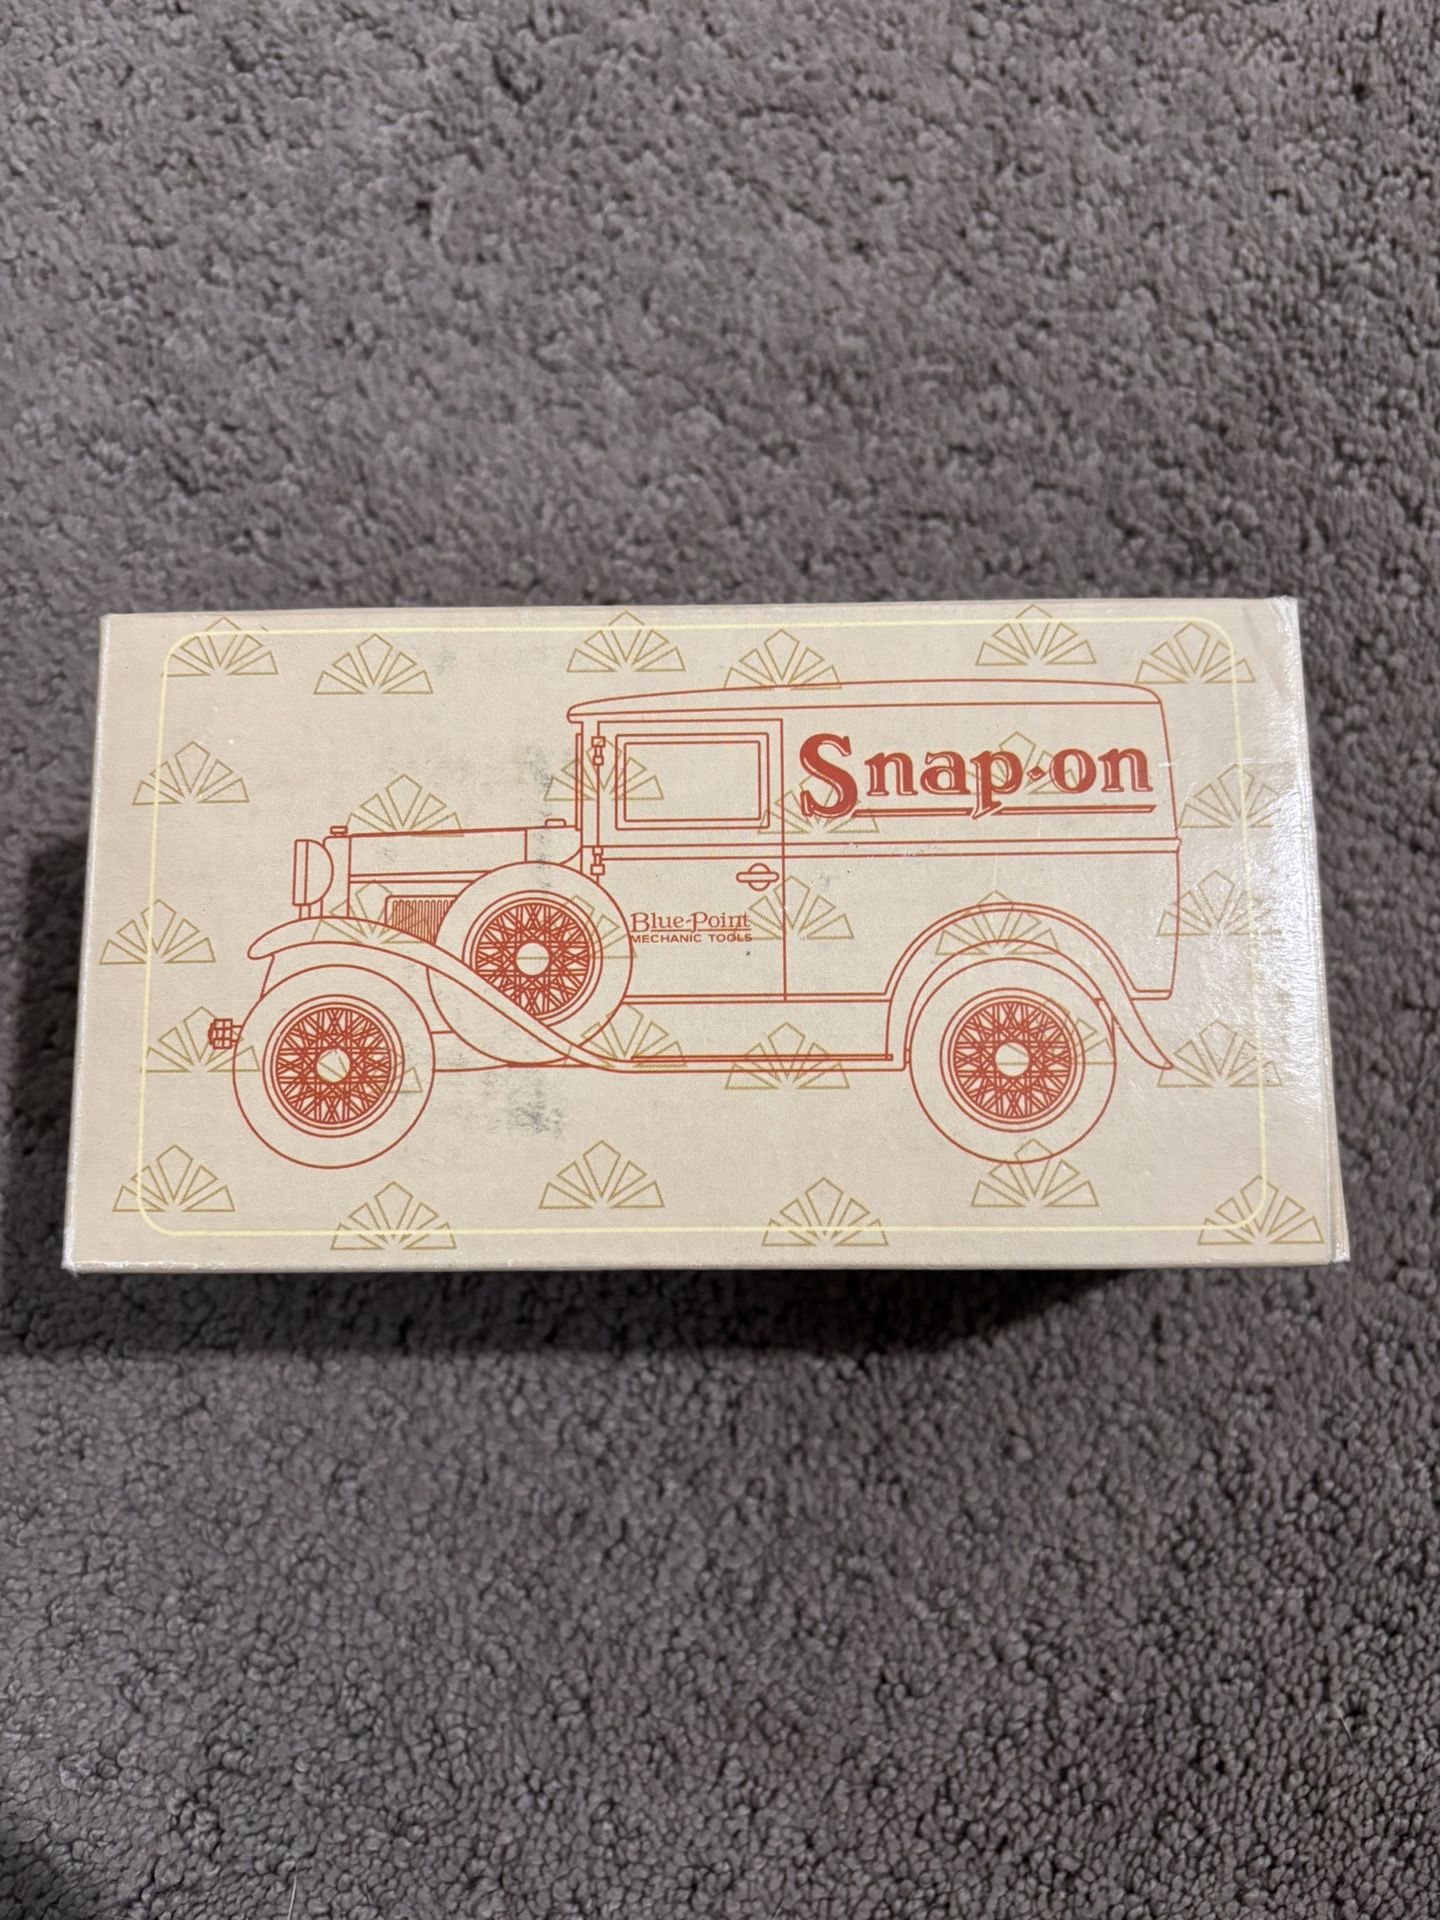 Snap-on
Blue-Point
MECHANIC TOOLS